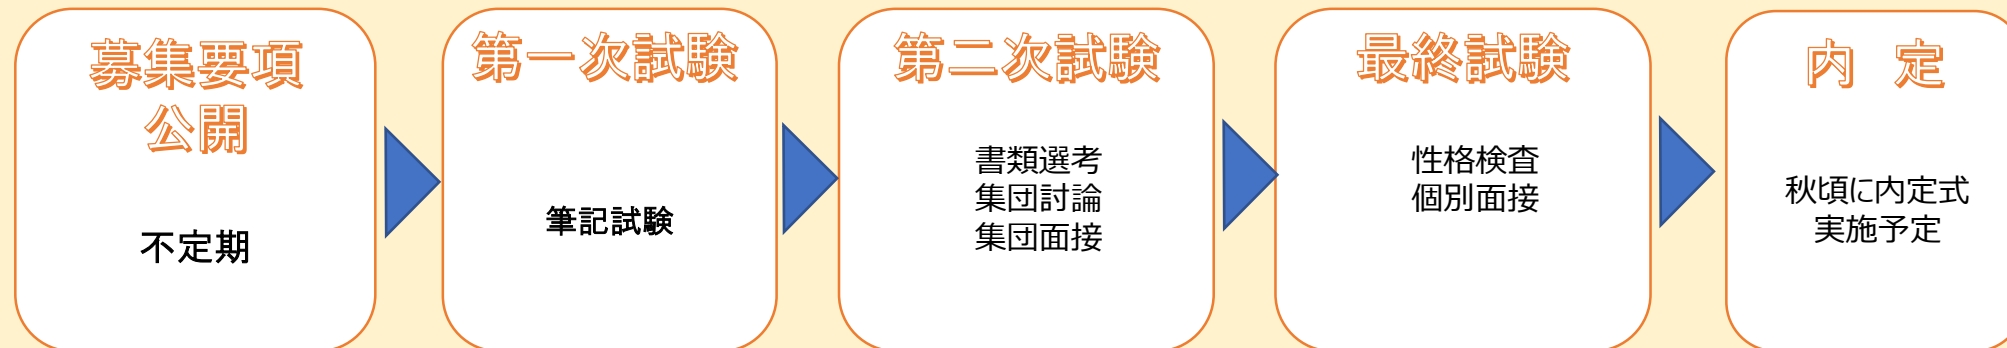 募集要項
公開
不定期
第一次試験
筆記試験
第二次試験
書類選考
集団討論
集団面接
最終試験
性格検査
個別面接
内　定
秋頃に内定式
実施予定